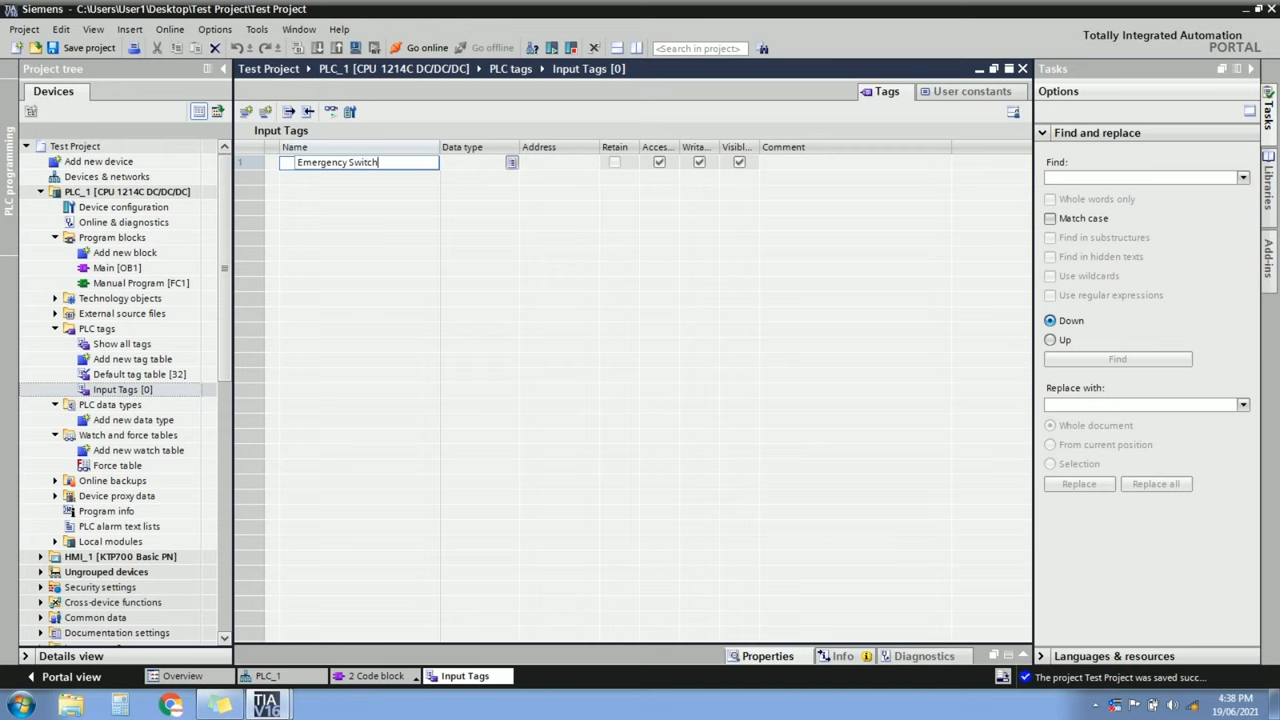 Siemens - C:\Users\User1\Desktop\Test Project\Test Project
Project Edit View Insert Online Options Tools Window Help
Totally Integrated Automation
PORTAL
Save project Go online Go offline <Search in project>
Project tree
Test Project PLC_1 [CPU 1214C DC/DC/DC] PLC tags Input Tags [0]
Tasks
Devices
Tags User constants
Options
Input Tags
Name Data type Address Retain Acces... Writa... Visibl... Comment
1 Emergency Switch
Find and replace
Find:
Whole words only
Match case
Find in substructures
Find in hidden texts
Use wildcards
Use regular expressions
Down
Up
Find
Replace with:
Whole document
From current position
Selection
Replace Replace all
Languages & resources
Tasks
Libraries
Add-ins
PLC programming
Test Project
Add new device
Devices & networks
PLC_1 [CPU 1214C DC/DC/DC]
Device configuration
Online & diagnostics
Program blocks
Add new block
Main [OB1]
Manual Program [FC1]
Technology objects
External source files
PLC tags
Show all tags
Add new tag table
Default tag table [32]
Input Tags [0]
PLC data types
Add new data type
Watch and force tables
Add new watch table
Force table
Online backups
Device proxy data
Program info
PLC alarm text lists
Local modules
HMI_1 [KTP700 Basic PN]
Ungrouped devices
Security settings
Cross-device functions
Common data
Documentation settings
Details view
Properties Info Diagnostics
Portal view Overview PLC_1 2 Code block Input Tags
The project Test Project was saved succ...
TIA
V16
4:38 PM
19/06/2021